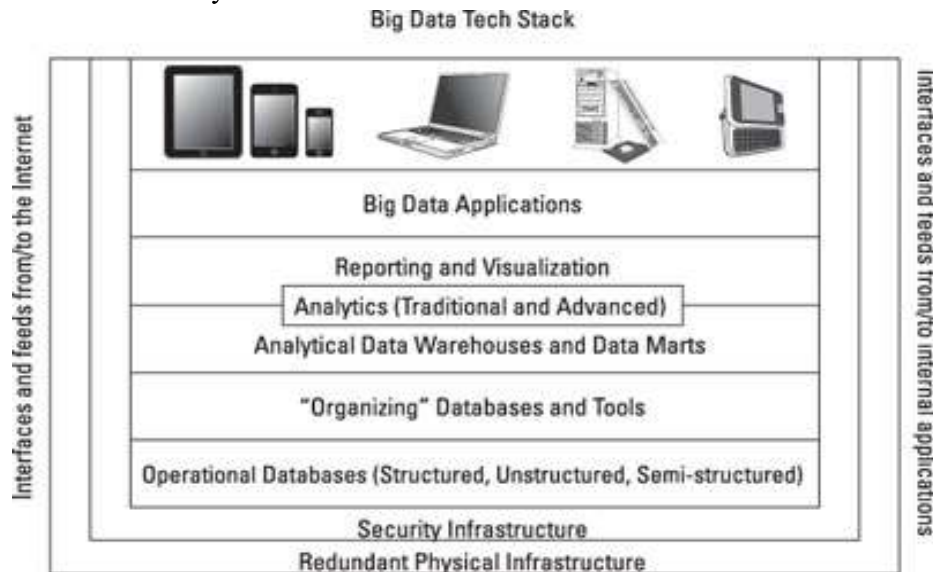 Big Data Tech Stack
Interfaces and feeds from/to the Internet
Interfaces and feeds from/to internal applications
Big Data Applications
Reporting and Visualization
Analytics (Traditional and Advanced)
Analytical Data Warehouses and Data Marts
"Organizing" Databases and Tools
Operational Databases (Structured, Unstructured, Semi-structured)
Security Infrastructure
Redundant Physical Infrastructure